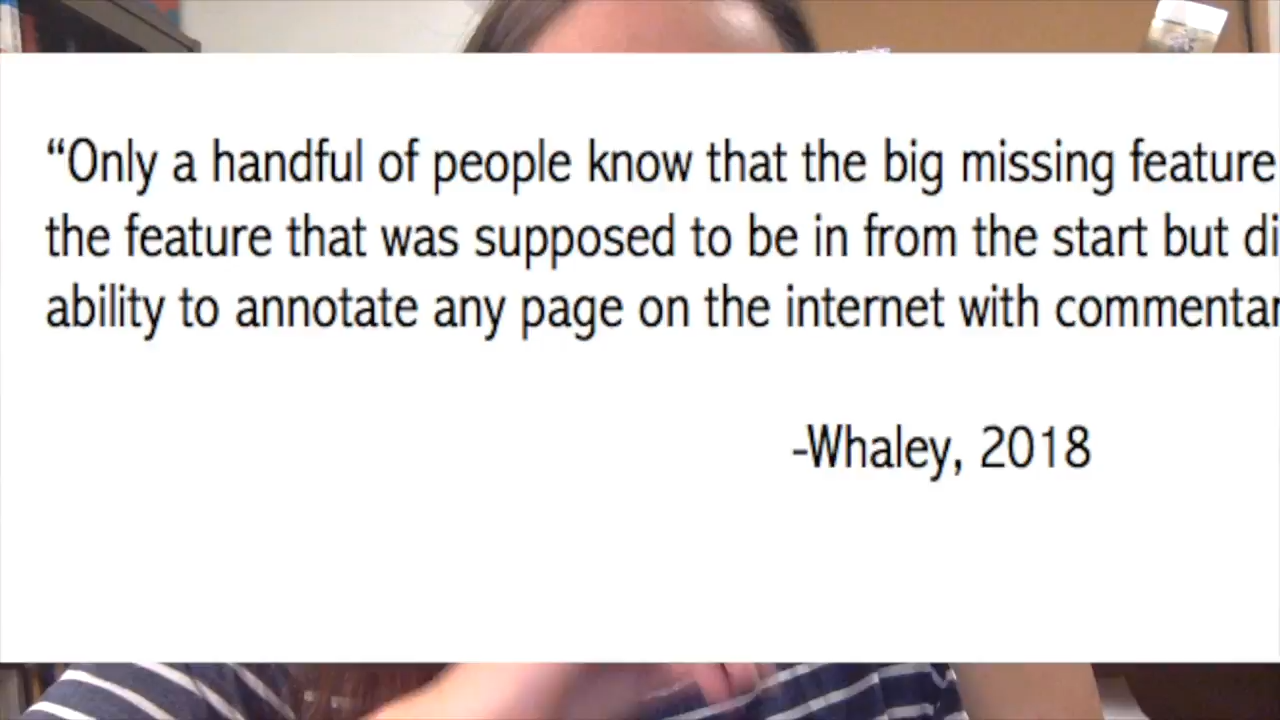 “Only a handful of people know that the big missing feature
the feature that was supposed to be in from the start but
ability to annotate any page on the internet with
-Whaley, 2018